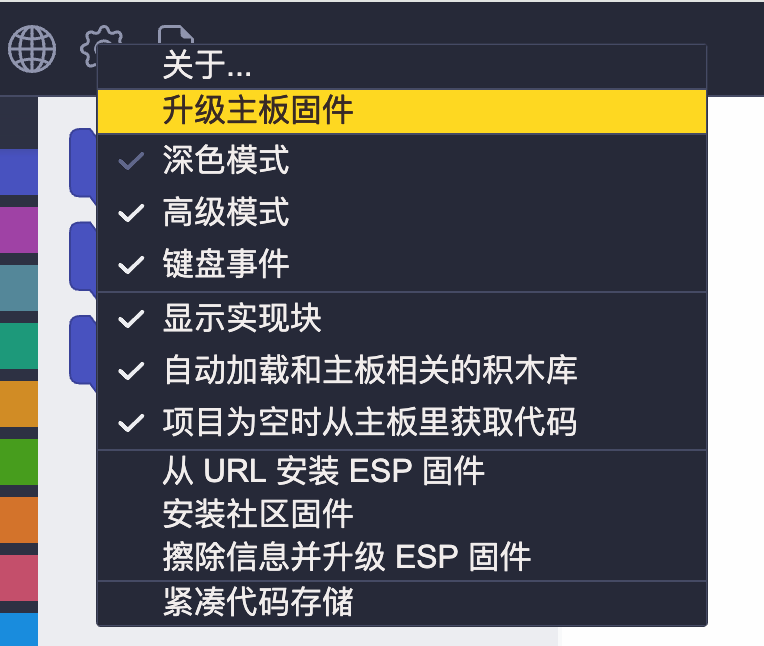 关于...
升级主板固件
深色模式
高级模式
键盘事件
显示实现块
自动加载和主板相关的积木库
项目为空时从主板里获取代码
从 URL 安装 ESP 固件
安装社区固件
擦除信息并升级 ESP 固件
紧凑代码存储